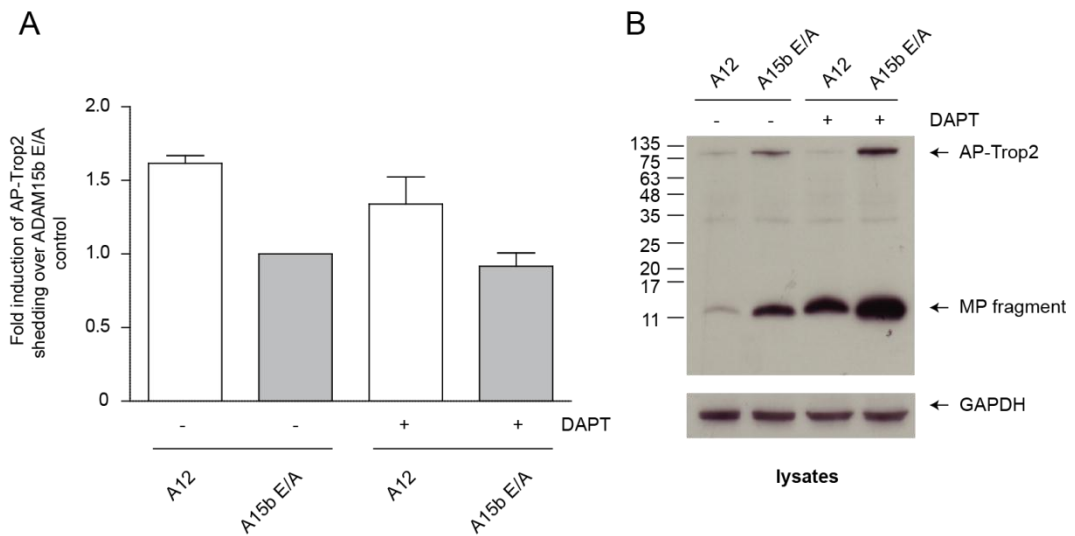 A
Fold induction of AP-Trop2
shedding over ADAM15b E/A
control
2.0
1.5
1.0
0.5
0
- - + + DAPT
A12 A15b E/A A12 A15b E/A
B
A12 A15b E/A A12 A15b E/A
- - + + DAPT
135
75
63
48
35
25
20
17
11
← AP-Trop2
← MP fragment
← GAPDH
lysates